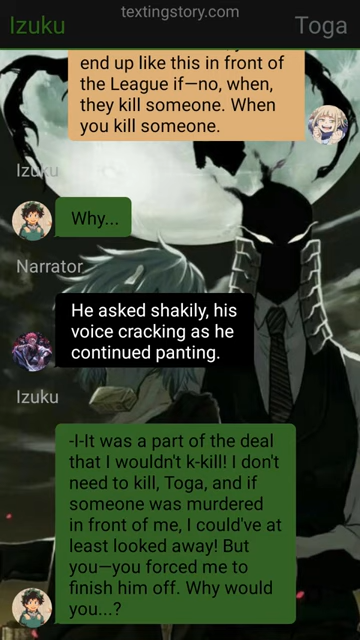 textingstory.com
Izuku
Toga
end up like this in front of
the League if—no, when,
they kill someone. When
you kill someone.
Izuku
Why...
Narrator
He asked shakily, his
voice cracking as he
continued panting.
Izuku
-I-It was a part of the deal
that I wouldn't k-kill! I don't
need to kill, Toga, and if
someone was murdered
in front of me, I could've at
least looked away! But
you—you forced me to
finish him off. Why would
you...?